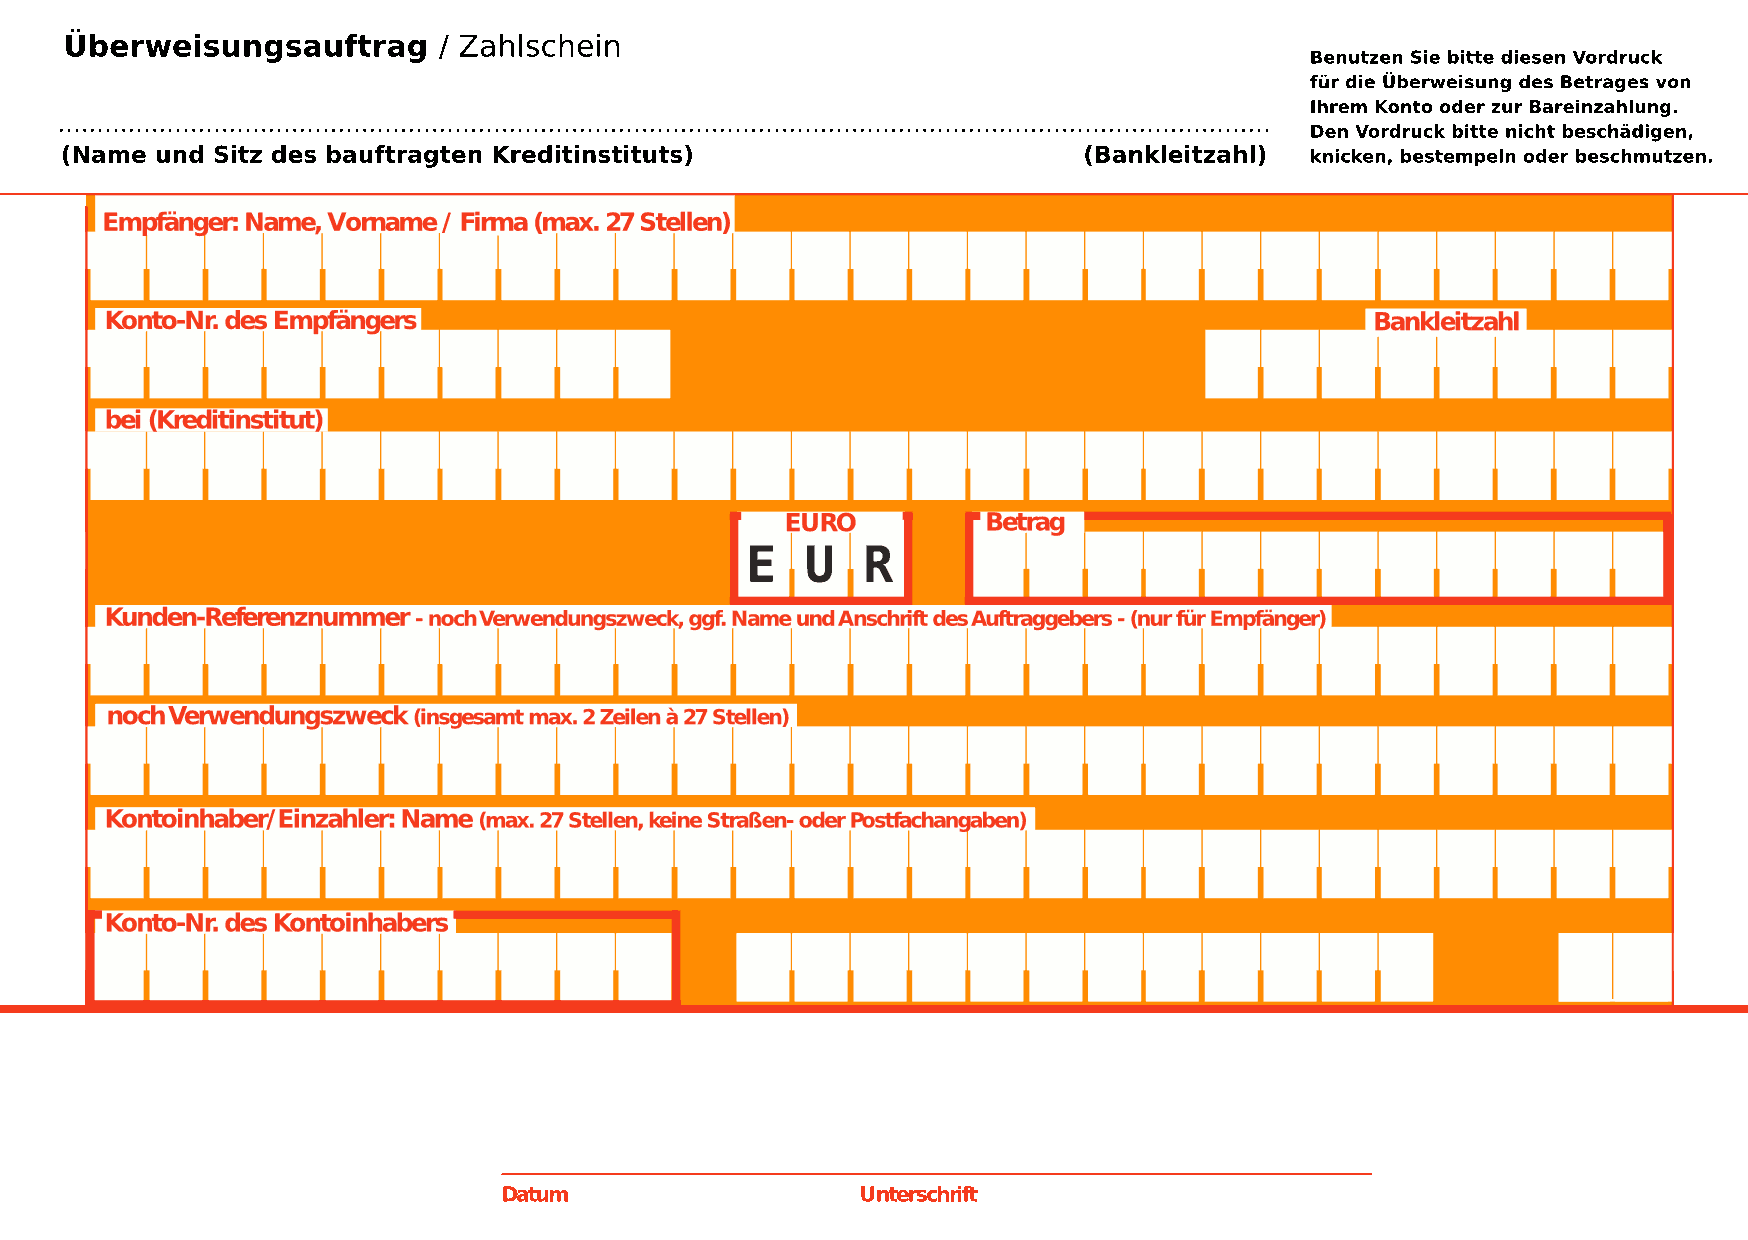 Überweisungsauftrag / Zahlschein
Benutzen Sie bitte diesen Vordruck
für die Überweisung des Betrages von
Ihrem Konto oder zur Bareinzahlung.
Den Vordruck bitte nicht beschädigen,
knicken, bestempeln oder beschmutzen.
(Name und Sitz des bauftragten Kreditinstituts) (Bankleitzahl)
Empfänger: Name, Vorname / Firma (max. 27 Stellen)
Konto-Nr. des Empfängers Bankleitzahl
bei (Kreditinstitut)
EURO Betrag
E U R
Kunden-Referenznummer - noch Verwendungszweck, ggf. Name und Anschrift des Auftraggebers - (nur für Empfänger)
noch Verwendungszweck (insgesamt max. 2 Zeilen à 27 Stellen)
Kontoinhaber/Einzahler: Name (max. 27 Stellen, keine Straßen- oder Postfachangaben)
Konto-Nr. des Kontoinhabers
Datum Unterschrift